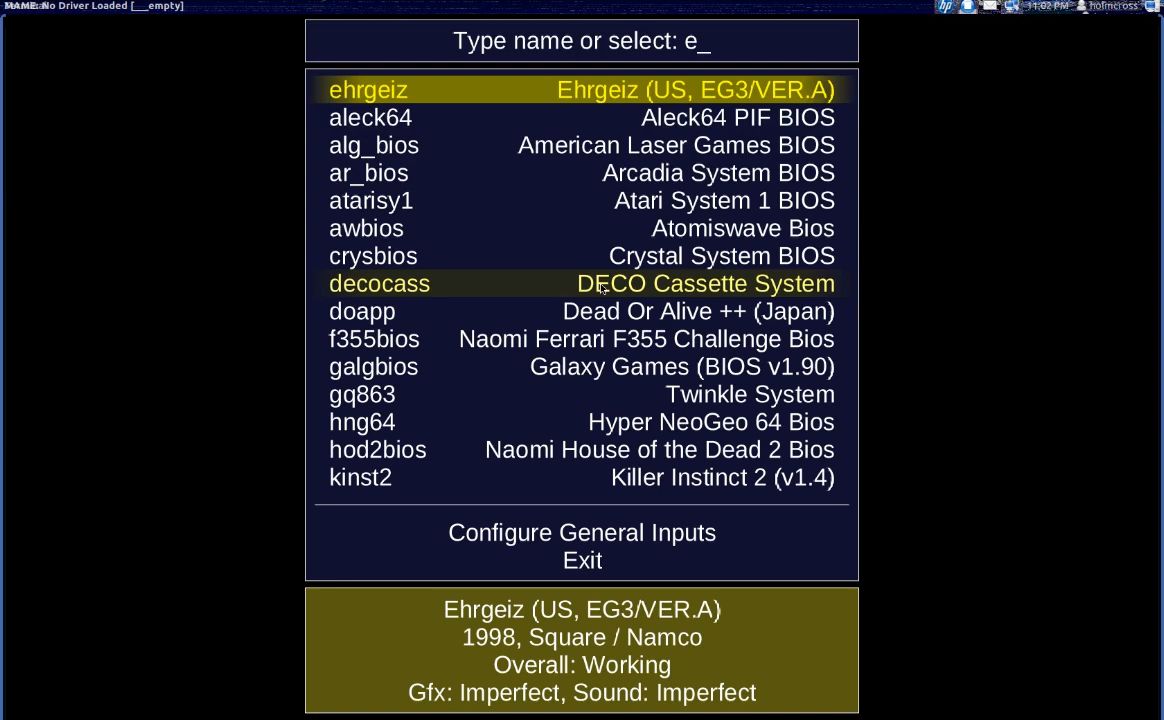 MAME: No Driver Loaded [___empty]
hp 11:02 PM holmcross
Type name or select: e_
ehrgeiz Ehrgeiz (US, EG3/VER.A)
aleck64 Aleck64 PIF BIOS
alg_bios American Laser Games BIOS
ar_bios Arcadia System BIOS
atarisy1 Atari System 1 BIOS
awbios Atomiswave Bios
crysbios Crystal System BIOS
decocass DECO Cassette System
doapp Dead Or Alive ++ (Japan)
f355bios Naomi Ferrari F355 Challenge Bios
galgbios Galaxy Games (BIOS v1.90)
gq863 Twinkle System
hng64 Hyper NeoGeo 64 Bios
hod2bios Naomi House of the Dead 2 Bios
kinst2 Killer Instinct 2 (v1.4)
Configure General Inputs
Exit
Ehrgeiz (US, EG3/VER.A)
1998, Square / Namco
Overall: Working
Gfx: Imperfect, Sound: Imperfect